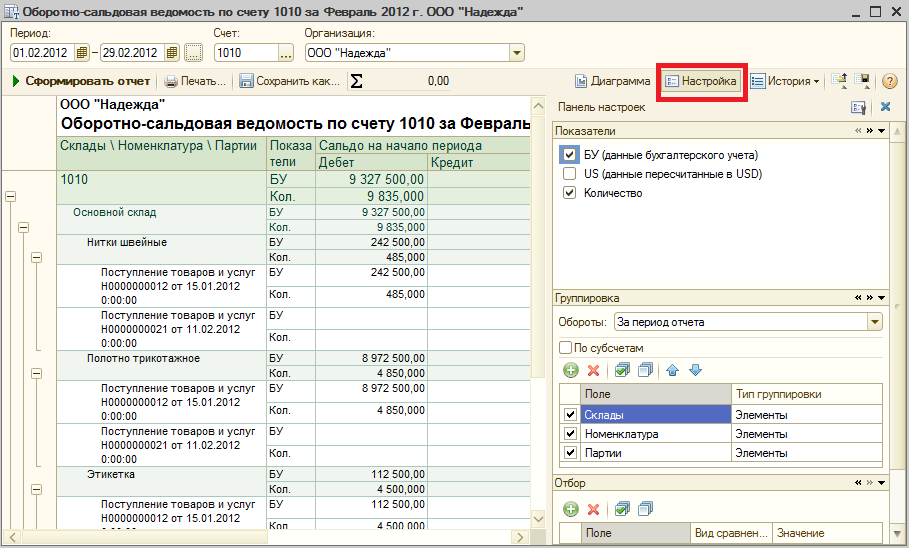 Оборотно-сальдовая ведомость по счету 1010 за Февраль 2012 г. ООО "Надежда"
Период: Счет: Организация:
01.02.2012 – 29.02.2012 ... 1010 ... ООО "Надежда"
Сформировать отчет Печать... Сохранить как... Σ 0,00 Диаграмма Настройка История ?
ООО "Надежда"
Оборотно-сальдовая ведомость по счету 1010 за Февраль
Склады \ Номенклатура \ Партии Показа тели Сальдо на начало периода
Дебет Кредит
1010 БУ 9 327 500,00
Кол. 9 835,000
Основной склад БУ 9 327 500,00
Кол. 9 835,000
Нитки швейные БУ 242 500,00
Кол. 485,000
Поступление товаров и услуг БУ 242 500,00
Н0000000012 от 15.01.2012 Кол. 485,000
0:00:00
Поступление товаров и услуг БУ
Н0000000021 от 11.02.2012 Кол.
0:00:00
Полотно трикотажное БУ 8 972 500,00
Кол. 4 850,000
Поступление товаров и услуг БУ 8 972 500,00
Н0000000012 от 15.01.2012 Кол. 4 850,000
0:00:00
Поступление товаров и услуг БУ
Н0000000021 от 11.02.2012 Кол.
0:00:00
Этикетка БУ 112 500,00
Кол. 4 500,000
Поступление товаров и услуг БУ 112 500,00
Н0000000012 от 15.01.2012 Кол. 4 500,000
0:00:00
Панель настроек
Показатели
БУ (данные бухгалтерского учета)
US (данные пересчитанные в USD)
Количество
Группировка
Обороты: За период отчета
По субсчетам
Поле Тип группировки
Склады Элементы
Номенклатура Элементы
Партии Элементы
Отбор
Поле Вид сравнен... Значение